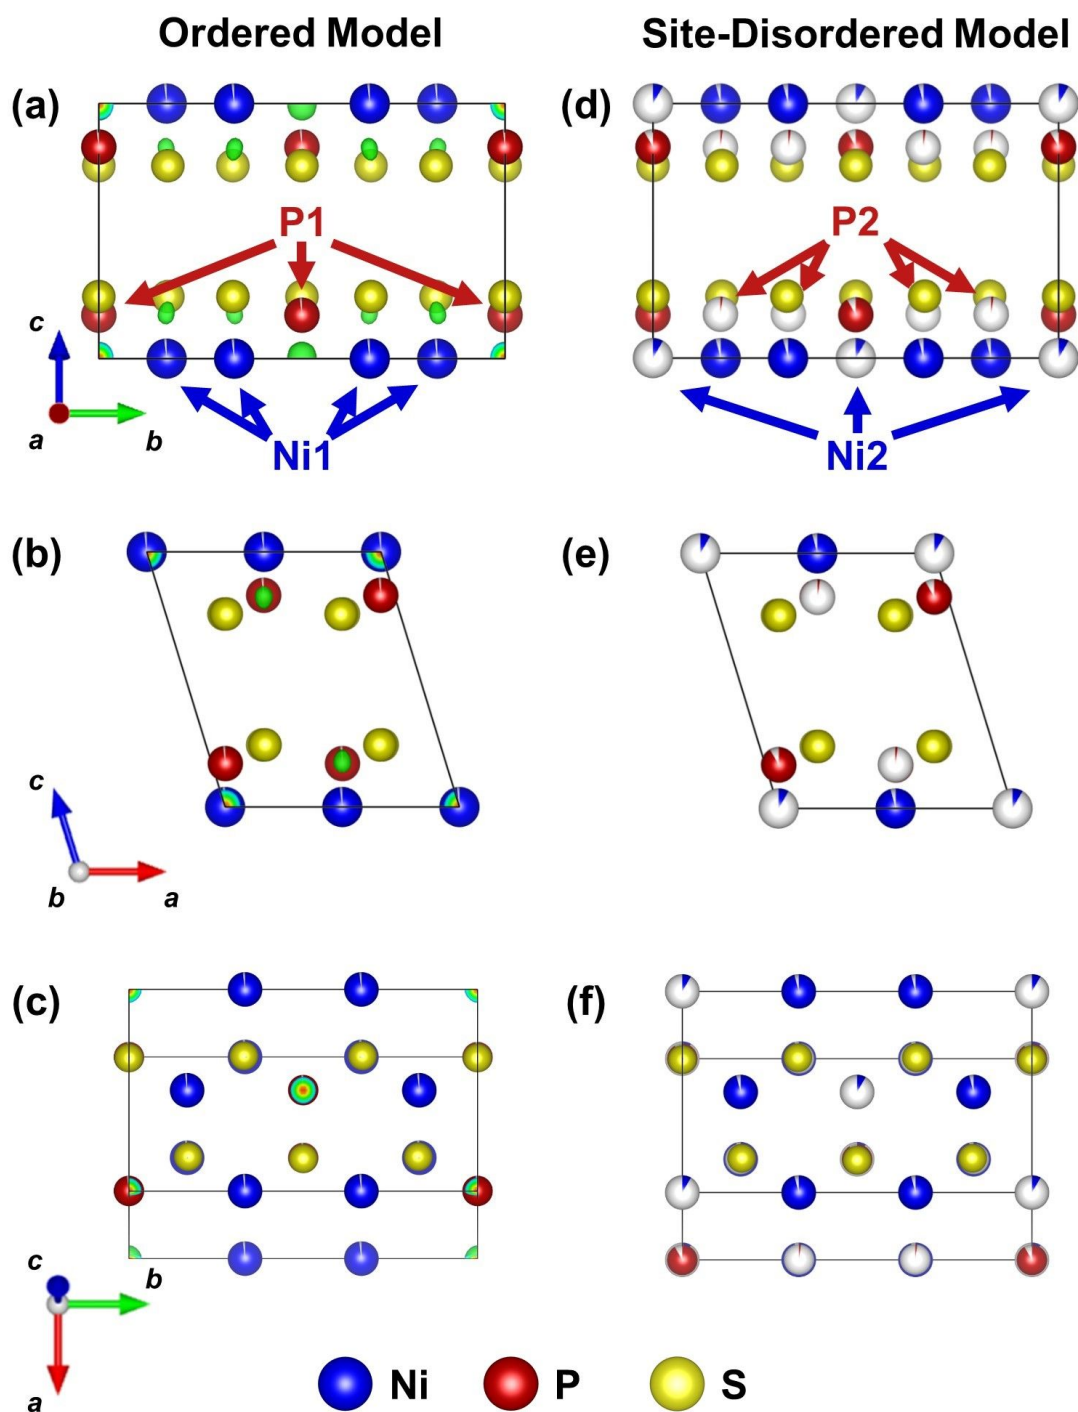 Ordered Model
Site-Disordered Model
(a)
P1
c
a
b
Ni1
(d)
P2
Ni2
(b)
c
b
a
(e)
(c)
c
b
a
(f)
Ni
P
S